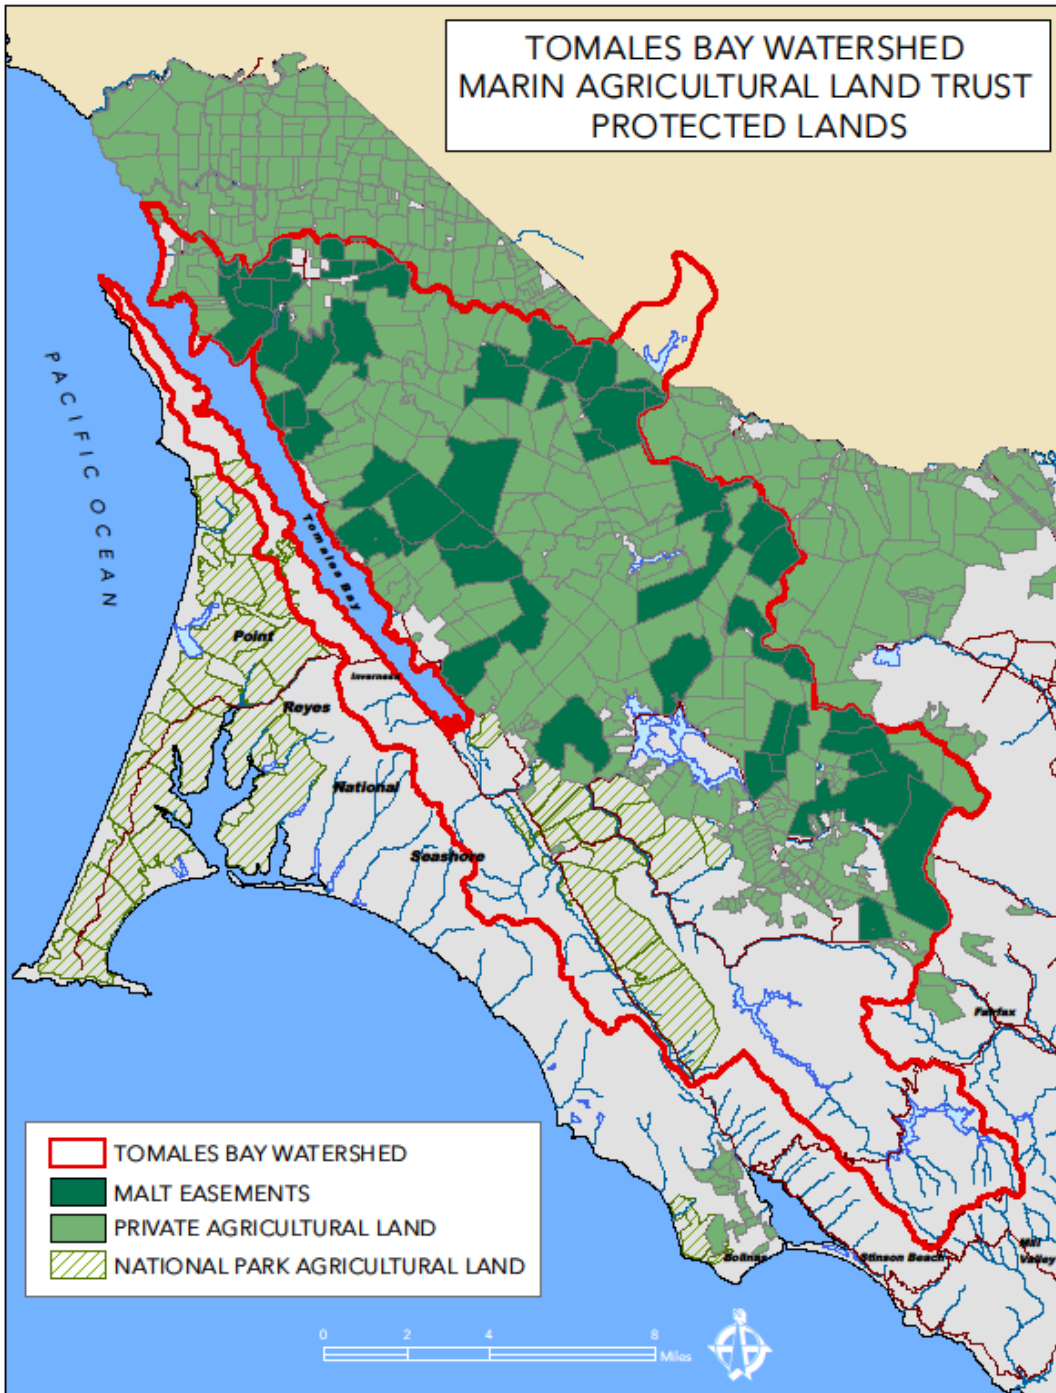 TOMALES BAY WATERSHED
MARIN AGRICULTURAL LAND TRUST
PROTECTED LANDS
PACIFIC OCEAN
Tomales Bay
Point
Inverness
Reyes
National
Seashore
Fairfax
TOMALES BAY WATERSHED
MALT EASEMENTS
PRIVATE AGRICULTURAL LAND
NATIONAL PARK AGRICULTURAL LAND
Bolinas
Stinson Beach
Mill
Valley
0 2 4 8
Miles